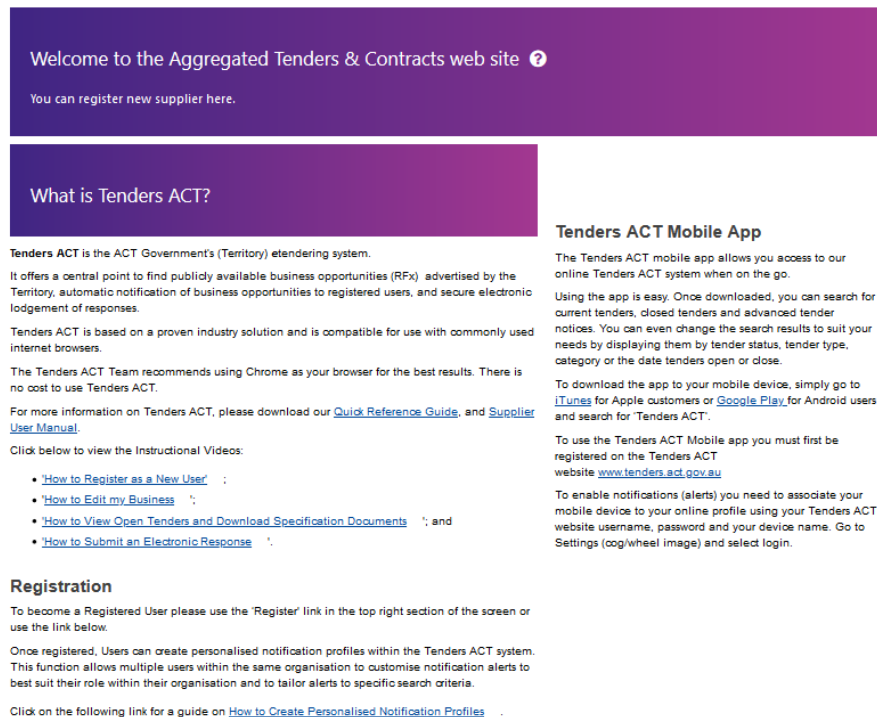 Welcome to the Aggregated Tenders & Contracts web site ?
You can register new supplier here.
What is Tenders ACT?
Tenders ACT is the ACT Government's (Territory) etendering system.
It offers a central point to find publicly available business opportunities (RFx) advertised by the
Territory, automatic notification of business opportunities to registered users, and secure electronic
lodgement of responses.
Tenders ACT is based on a proven industry solution and is compatible for use with commonly used
internet browsers.
The Tenders ACT Team recommends using Chrome as your browser for the best results. There is
no cost to use Tenders ACT.
For more information on Tenders ACT, please download our Quick Reference Guide, and Supplier
User Manual.
Click below to view the Instructional Videos:
• 'How to Register as a New User' ;
• 'How to Edit my Business ';
• 'How to View Open Tenders and Download Specification Documents '; and
• 'How to Submit an Electronic Response '.
Registration
To become a Registered User please use the 'Register' link in the top right section of the screen or
use the link below.
Once registered, Users can create personalised notification profiles within the Tenders ACT system.
This function allows multiple users within the same organisation to customise notification alerts to
best suit their role within their organisation and to tailor alerts to specific search criteria.
Click on the following link for a guide on How to Create Personalised Notification Profiles .
Tenders ACT Mobile App
The Tenders ACT mobile app allows you access to our
online Tenders ACT system when on the go.
Using the app is easy. Once downloaded, you can search for
current tenders, closed tenders and advanced tender
notices. You can even change the search results to suit your
needs by displaying them by tender status, tender type,
category or the date tenders open or close.
To download the app to your mobile device, simply go to
iTunes for Apple customers or Google Play for Android users
and search for 'Tenders ACT'.
To use the Tenders ACT Mobile app you must first be
registered on the Tenders ACT
website www.tenders.act.gov.au
To enable notifications (alerts) you need to associate your
mobile device to your online profile using your Tenders ACT
website username, password and your device name. Go to
Settings (cog/wheel image) and select login.